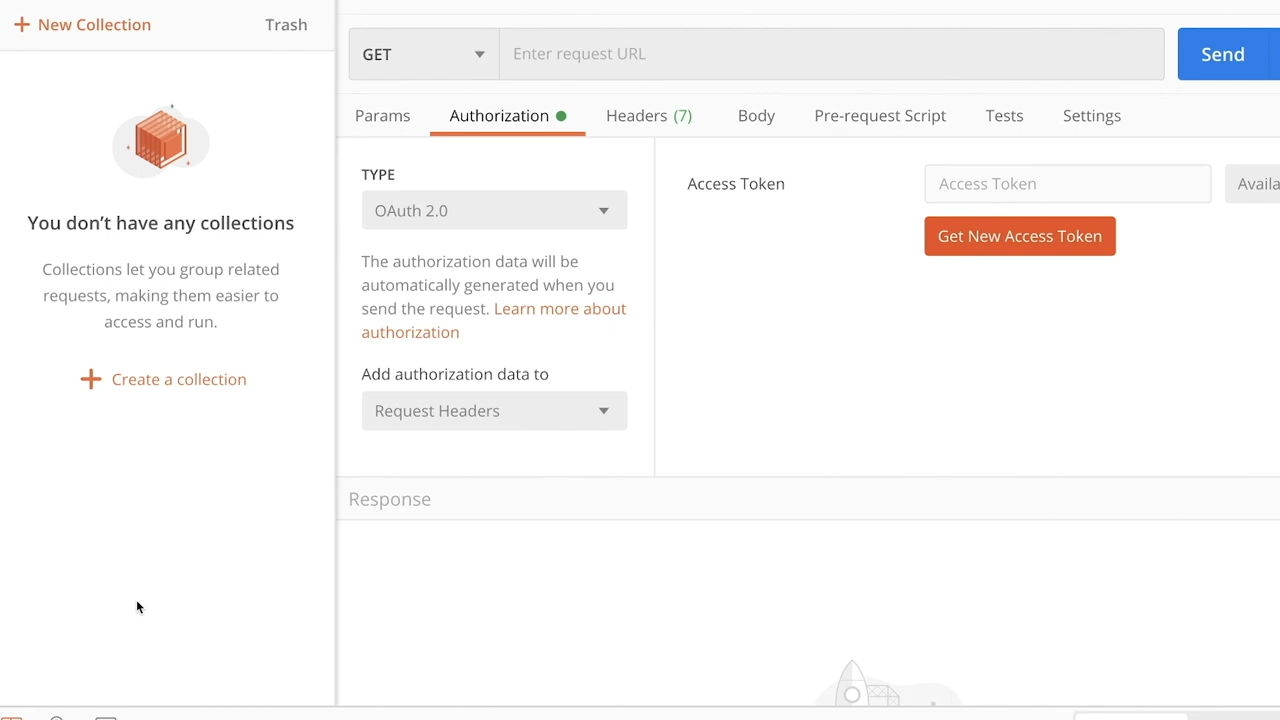 New Collection
Trash
You don't have any collections
Collections let you group related
requests, making them easier to
access and run.
Create a collection
GET
Enter request URL
Send
Params
Authorization
Headers (7)
Body
Pre-request Script
Tests
Settings
TYPE
OAuth 2.0
The authorization data will be
automatically generated when you
send the request. Learn more about
authorization
Add authorization data to
Request Headers
Access Token
Access Token
Get New Access Token
Response